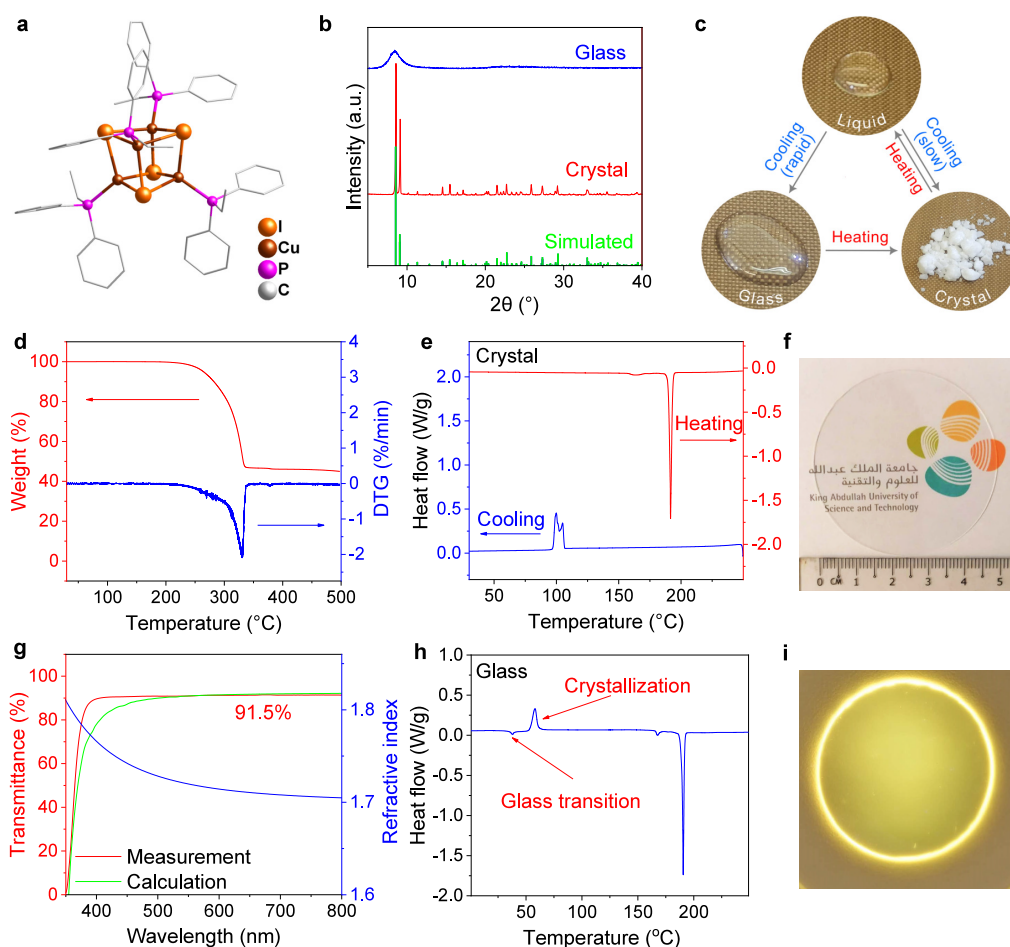 a
I
Cu
P
C
b
Glass
Crystal
Simulated
Intensity (a.u.)
10 20 30 40
2θ (°)
c
Liquid
Cooling
(rapid)
Cooling
(slow)
Heating
Heating
Glass
Crystal
d
100
80
60
40
20
0
Weight (%)
4
3
2
1
0
-1
-2
DTG (%/min)
100 200 300 400 500
Temperature (°C)
e
Crystal
2.0
1.5
1.0
0.5
0.0
Heat flow (W/g)
Heating
Cooling
0.0
-0.5
-1.0
-1.5
-2.0
50 100 150 200
Temperature (°C)
f
جامعة الملك عبدالله
للعلوم والتقنية
King Abdullah University of
Science and Technology
0 CM 1 2 3 4 5
g
100
80
60
40
20
0
Transmittance (%)
91.5%
Measurement
Calculation
1.8
1.7
1.6
Refractive index
400 500 600 700 800
Wavelength (nm)
h
Glass
1.0
0.5
0.0
-0.5
-1.0
-1.5
-2.0
Heat flow (W/g)
Crystallization
Glass transition
50 100 150 200
Temperature (°C)
i